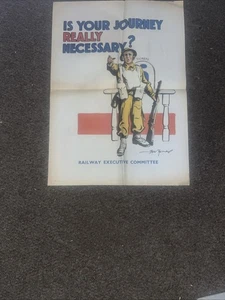 IS YOUR JOURNEY
REALLY
NECESSARY?
RAILWAY EXECUTIVE COMMITTEE